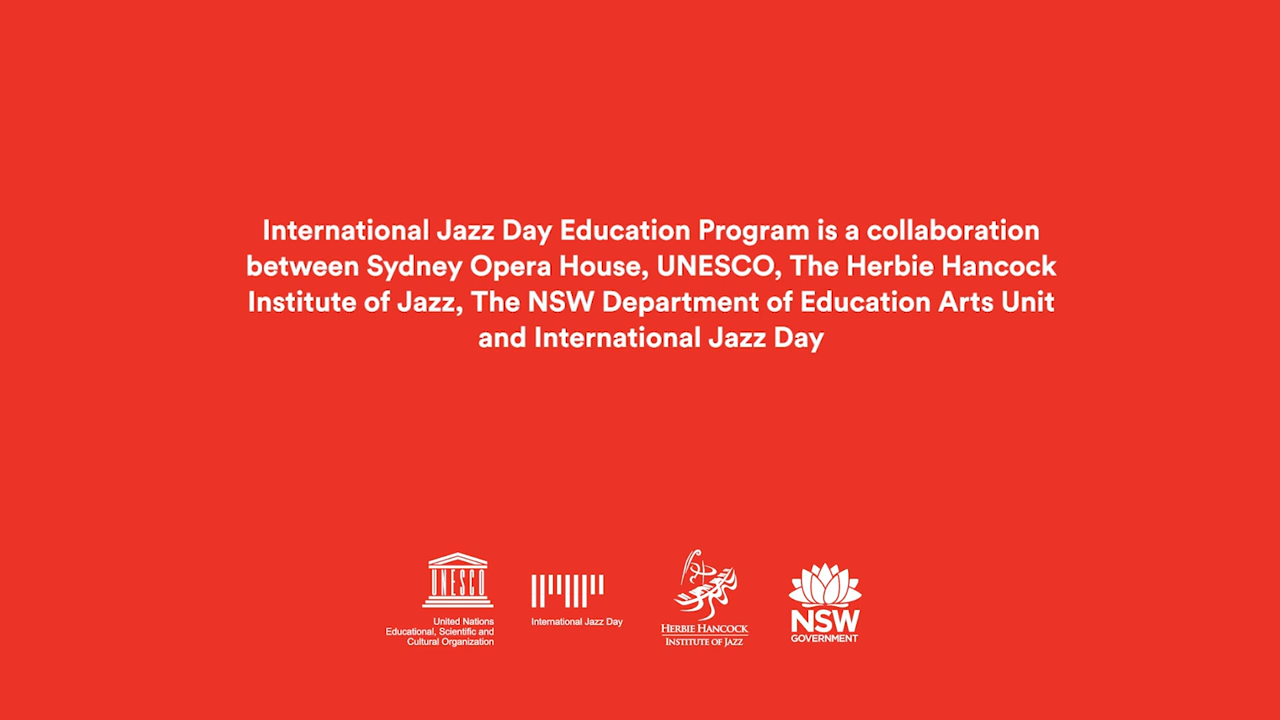 International Jazz Day Education Program is a collaboration
between Sydney Opera House, UNESCO, The Herbie Hancock
Institute of Jazz, The NSW Department of Education Arts Unit
and International Jazz Day
UNESCO
United Nations
Educational, Scientific and
Cultural Organization
International Jazz Day
HERBIE HANCOCK
INSTITUTE OF JAZZ
NSW
GOVERNMENT